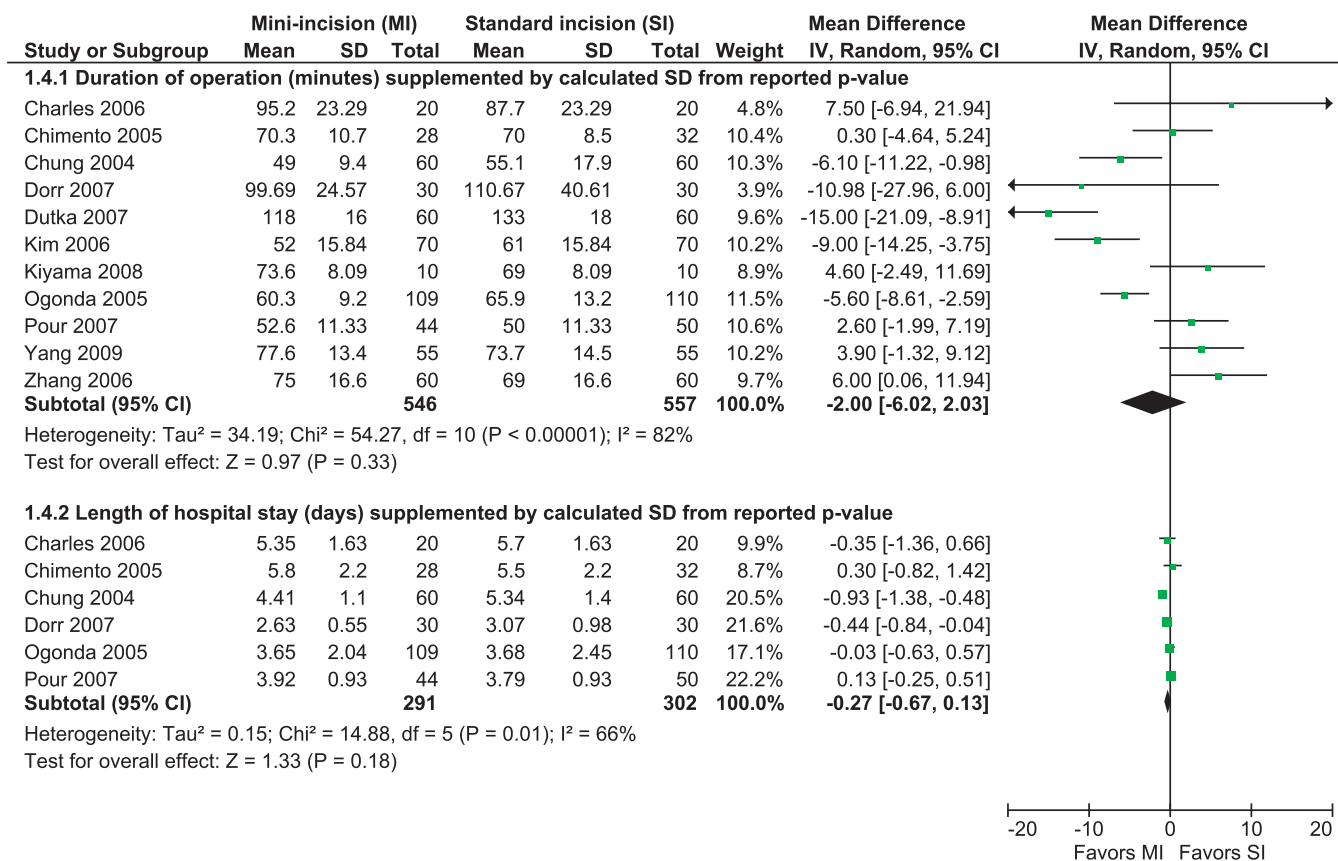 Mini-incision (MI) Standard incision (SI) Mean Difference Mean Difference
Study or Subgroup Mean SD Total Mean SD Total Weight IV, Random, 95% CI IV, Random, 95% CI
1.4.1 Duration of operation (minutes) supplemented by calculated SD from reported p-value
Charles 2006 95.2 23.29 20 87.7 23.29 20 4.8% 7.50 [-6.94, 21.94]
Chimento 2005 70.3 10.7 28 70 8.5 32 10.4% 0.30 [-4.64, 5.24]
Chung 2004 49 9.4 60 55.1 17.9 60 10.3% -6.10 [-11.22, -0.98]
Dorr 2007 99.69 24.57 30 110.67 40.61 30 3.9% -10.98 [-27.96, 6.00]
Dutka 2007 118 16 60 133 18 60 9.6% -15.00 [-21.09, -8.91]
Kim 2006 52 15.84 70 61 15.84 70 10.2% -9.00 [-14.25, -3.75]
Kiyama 2008 73.6 8.09 10 69 8.09 10 8.9% 4.60 [-2.49, 11.69]
Ogonda 2005 60.3 9.2 109 65.9 13.2 110 11.5% -5.60 [-8.61, -2.59]
Pour 2007 52.6 11.33 44 50 11.33 50 10.6% 2.60 [-1.99, 7.19]
Yang 2009 77.6 13.4 55 73.7 14.5 55 10.2% 3.90 [-1.32, 9.12]
Zhang 2006 75 16.6 60 69 16.6 60 9.7% 6.00 [0.06, 11.94]
Subtotal (95% CI) 546 557 100.0% -2.00 [-6.02, 2.03]
Heterogeneity: Tau² = 34.19; Chi² = 54.27, df = 10 (P < 0.00001); I² = 82%
Test for overall effect: Z = 0.97 (P = 0.33)
1.4.2 Length of hospital stay (days) supplemented by calculated SD from reported p-value
Charles 2006 5.35 1.63 20 5.7 1.63 20 9.9% -0.35 [-1.36, 0.66]
Chimento 2005 5.8 2.2 28 5.5 2.2 32 8.7% 0.30 [-0.82, 1.42]
Chung 2004 4.41 1.1 60 5.34 1.4 60 20.5% -0.93 [-1.38, -0.48]
Dorr 2007 2.63 0.55 30 3.07 0.98 30 21.6% -0.44 [-0.84, -0.04]
Ogonda 2005 3.65 2.04 109 3.68 2.45 110 17.1% -0.03 [-0.63, 0.57]
Pour 2007 3.92 0.93 44 3.79 0.93 50 22.2% 0.13 [-0.25, 0.51]
Subtotal (95% CI) 291 302 100.0% -0.27 [-0.67, 0.13]
Heterogeneity: Tau² = 0.15; Chi² = 14.88, df = 5 (P = 0.01); I² = 66%
Test for overall effect: Z = 1.33 (P = 0.18)
-20 -10 0 10 20
Favors MI Favors SI